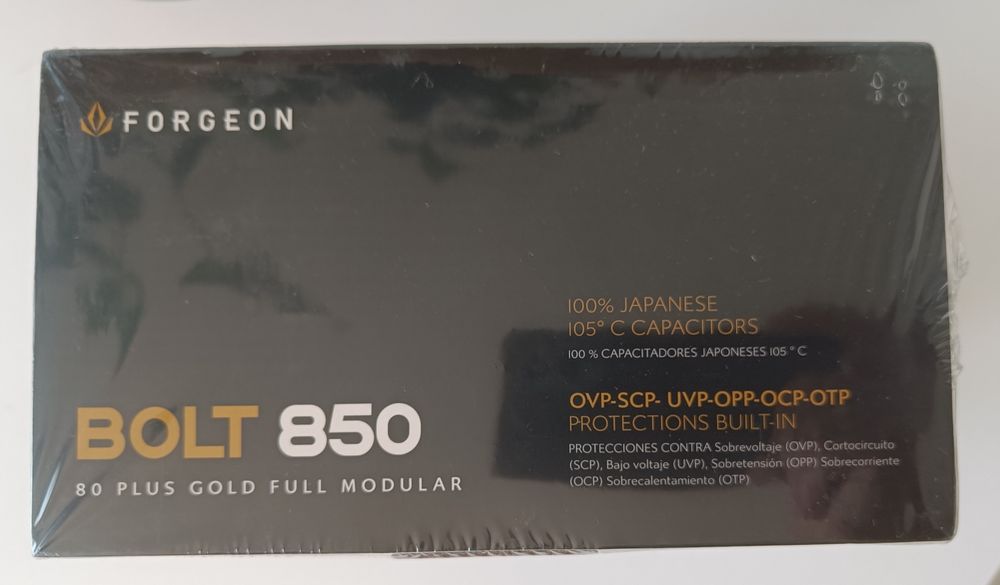 FORGEON
100% JAPANESE
105° C CAPACITORS
100 % CAPACITADORES JAPONESES 105 ° C
OVP-SCP- UVP-OPP-OCP-OTP
PROTECTIONS BUILT-IN
PROTECCIONES CONTRA Sobrevoltaje (OVP), Cortocircuito
(SCP), Bajo voltaje (UVP), Sobretensión (OPP) Sobrecorriente
(OCP) Sobrecalentamiento (OTP)
BOLT 850
80 PLUS GOLD FULL MODULAR